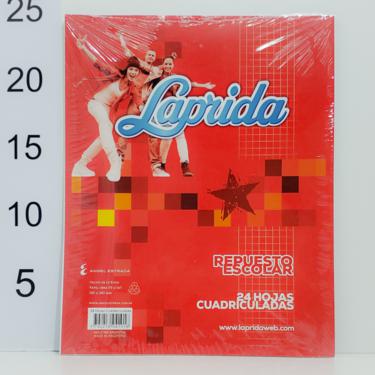 25
20
15
10
5
Laprida
REPUESTO
ESCOLAR
24 HOJAS
CUADRICULADAS
www.lapridaweb.com
ANGEL ESTRADA